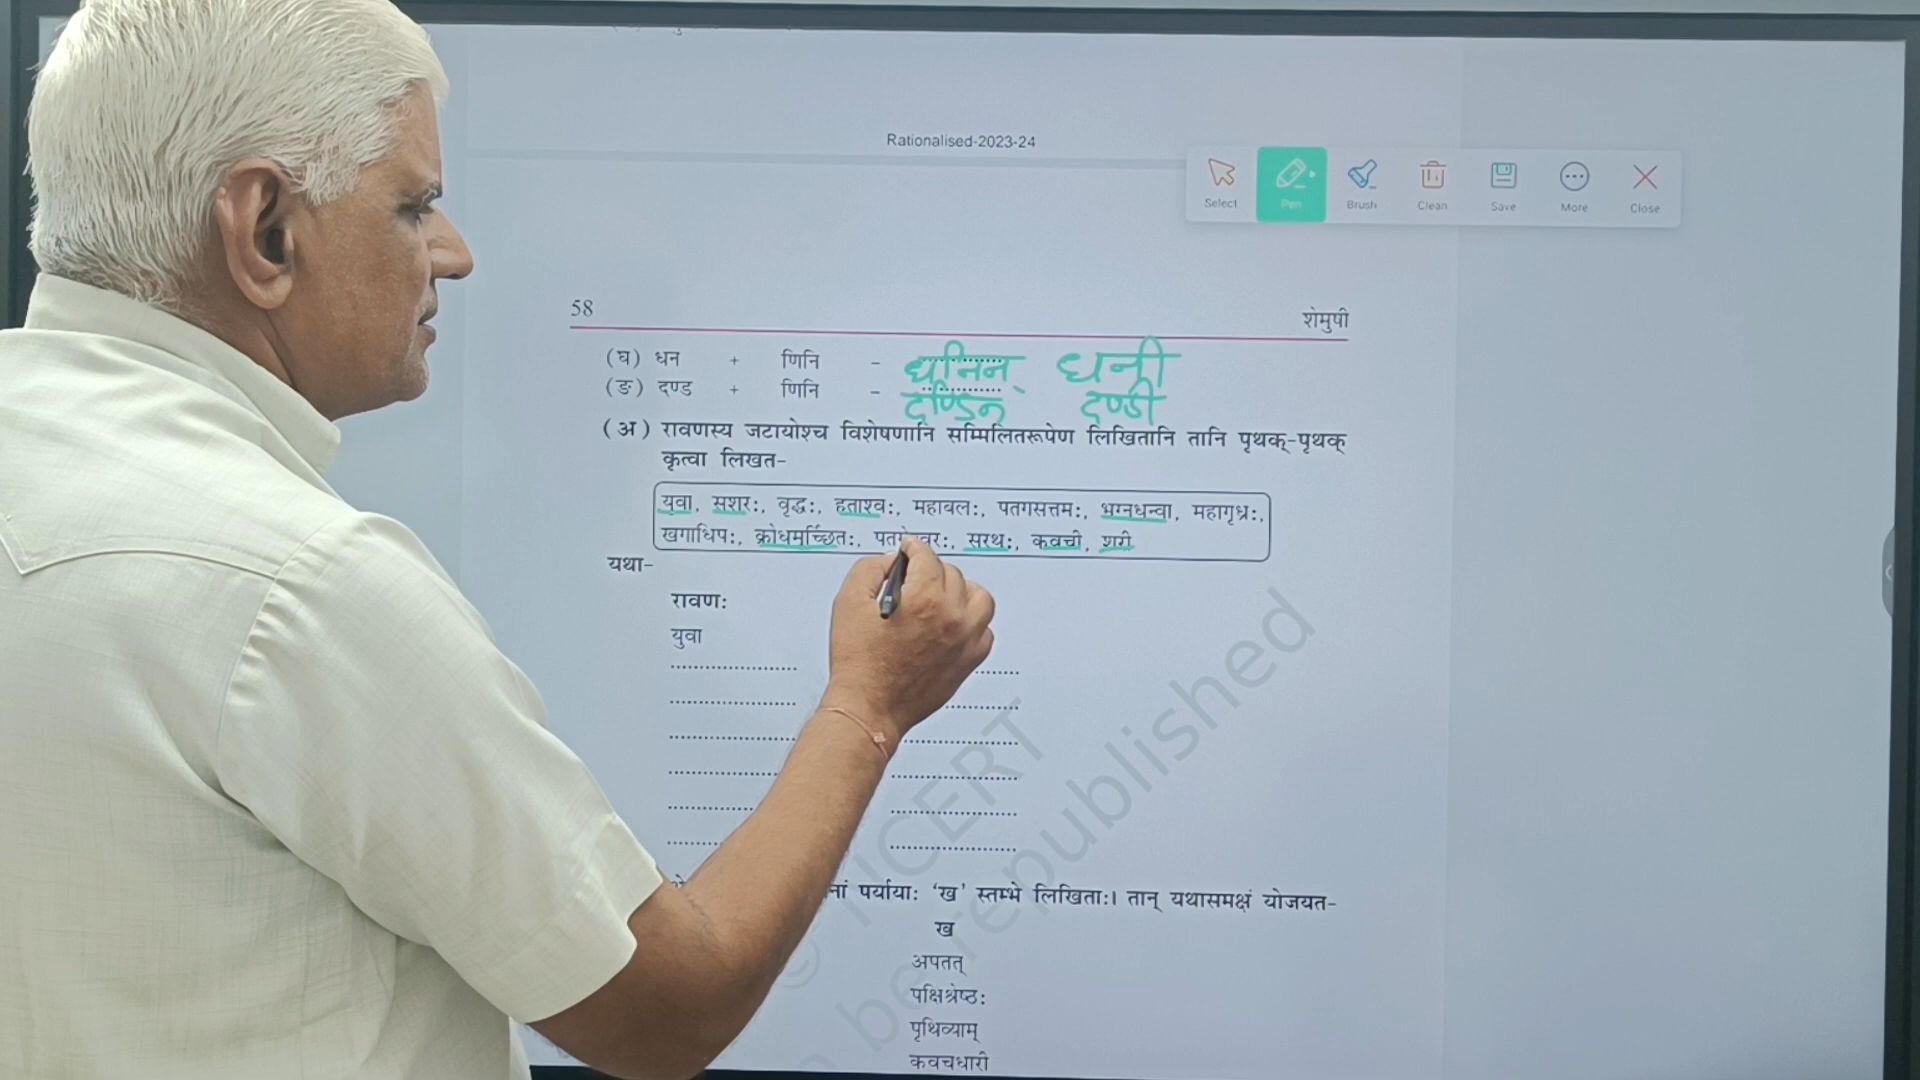 Rationalised-2023-24
Select Pen Brush Clean Save More Close
58 शेमुषी
(घ) धन + णिनि - धनिन् धनी
(ङ) दण्ड + णिनि - दण्डिन् दण्डी
(अ) रावणस्य जटायोश्च विशेषणानि सम्मिलितरूपेण लिखितानि तानि पृथक्-पृथक्
कृत्वा लिखत-
युवा, सशरः, वृद्धः, हताश्वः, महाबलः, पतगसत्तमः, भग्नधन्वा, महागृध्रः,
खगाधिपः, क्रोधमूर्च्छितः, सरथः, कवची, शरी
यथा-
रावणः
युवा
पर्यायाः 'ख' स्तम्भे लिखिताः। तान् यथासमक्षं योजयत-
ख
अपतत्
पक्षिश्रेष्ठः
पृथिव्याम्
कवचधारी
be republished